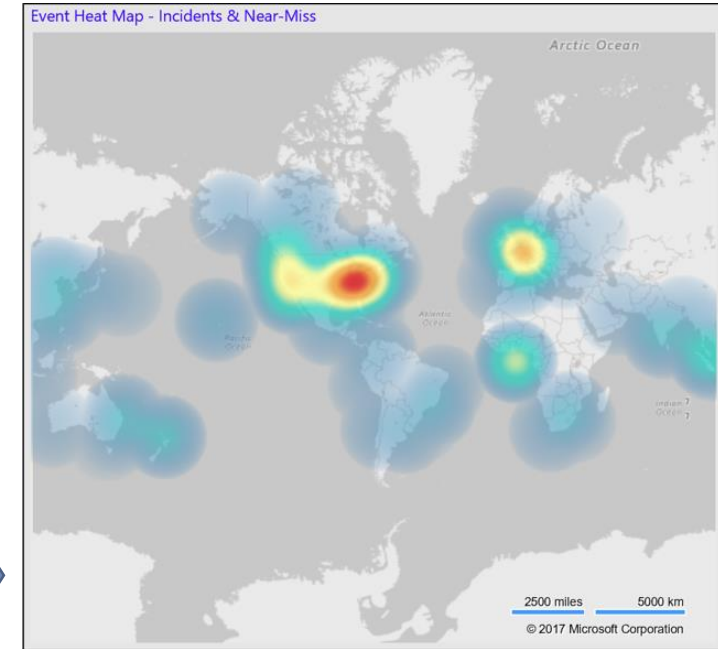 Event Heat Map - Incidents & Near-Miss
Arctic Ocean
Atlantic
Ocean
Pacific
Ocean
Indian
Ocean
2500 miles 5000 km
© 2017 Microsoft Corporation